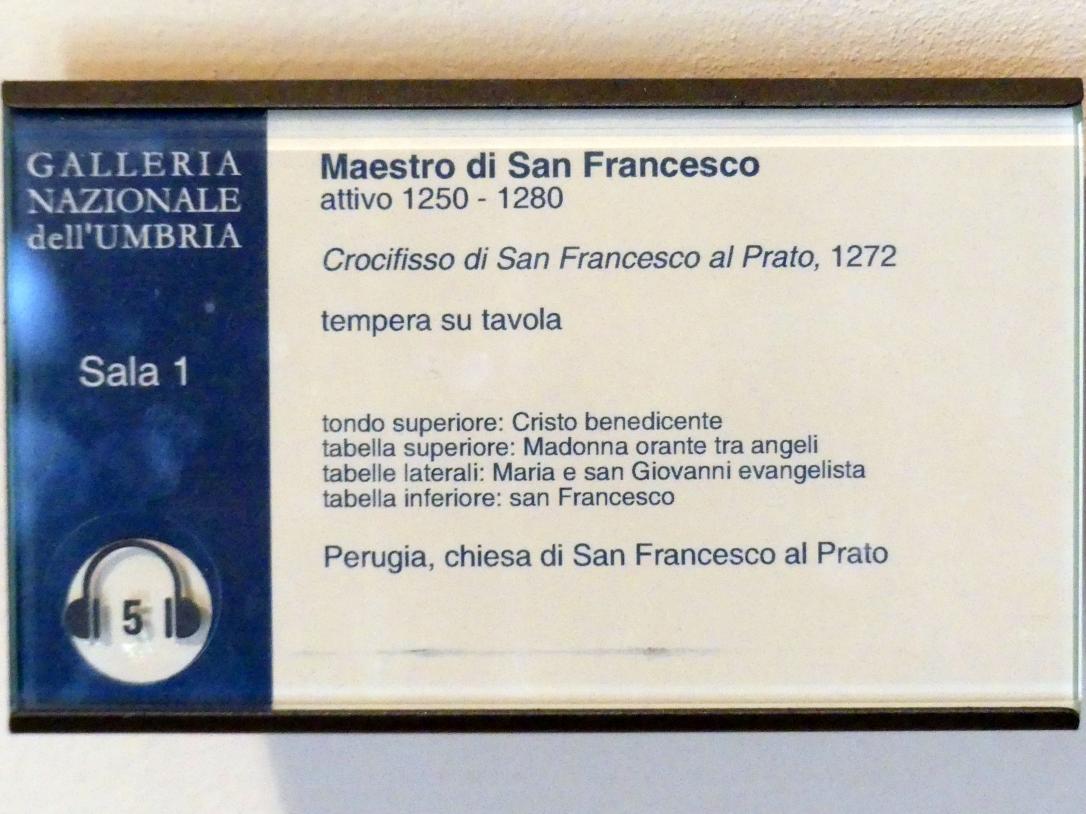 GALLERIA
NAZIONALE
dell'UMBRIA
Sala 1
5
Maestro di San Francesco
attivo 1250 - 1280
Crocifisso di San Francesco al Prato, 1272
tempera su tavola
tondo superiore: Cristo benedicente
tabella superiore: Madonna orante tra angeli
tabelle laterali: Maria e san Giovanni evangelista
tabella inferiore: san Francesco
Perugia, chiesa di San Francesco al Prato